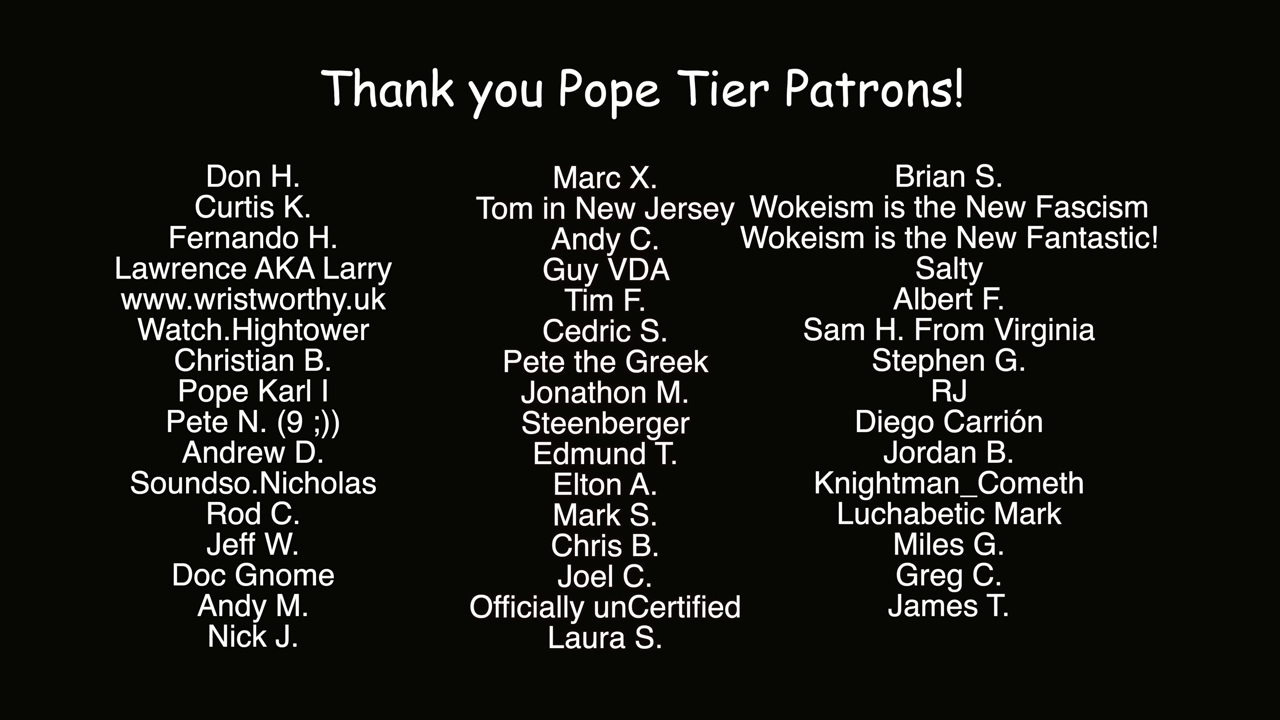 Thank you Pope Tier Patrons!
Don H.
Curtis K.
Fernando H.
Lawrence AKA Larry
www.wristworthy.uk
Watch.Hightower
Christian B.
Pope Karl I
Pete N. (9 ;))
Andrew D.
Soundso.Nicholas
Rod C.
Jeff W.
Doc Gnome
Andy M.
Nick J.
Marc X.
Tom in New Jersey
Andy C.
Guy VDA
Tim F.
Cedric S.
Pete the Greek
Jonathon M.
Steenberger
Edmund T.
Elton A.
Mark S.
Chris B.
Joel C.
Officially unCertified
Laura S.
Brian S.
Wokeism is the New Fascism
Wokeism is the New Fantastic!
Salty
Albert F.
Sam H. From Virginia
Stephen G.
RJ
Diego Carrión
Jordan B.
Knightman_Cometh
Luchabetic Mark
Miles G.
Greg C.
James T.